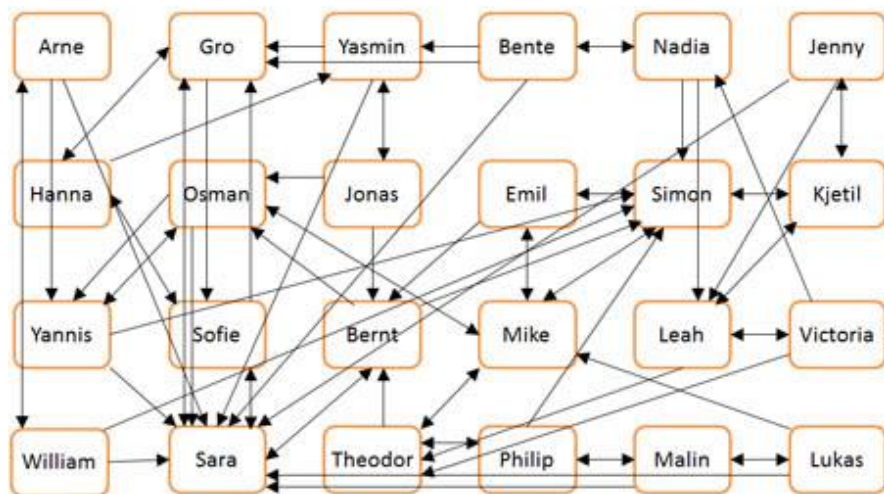 Arne Gro Yasmin Bente Nadia Jenny
Hanna Osman Jonas Emil Simon Kjetil
Yannis Sofie Bernt Mike Leah Victoria
William Sara Theodor Philip Malin Lukas